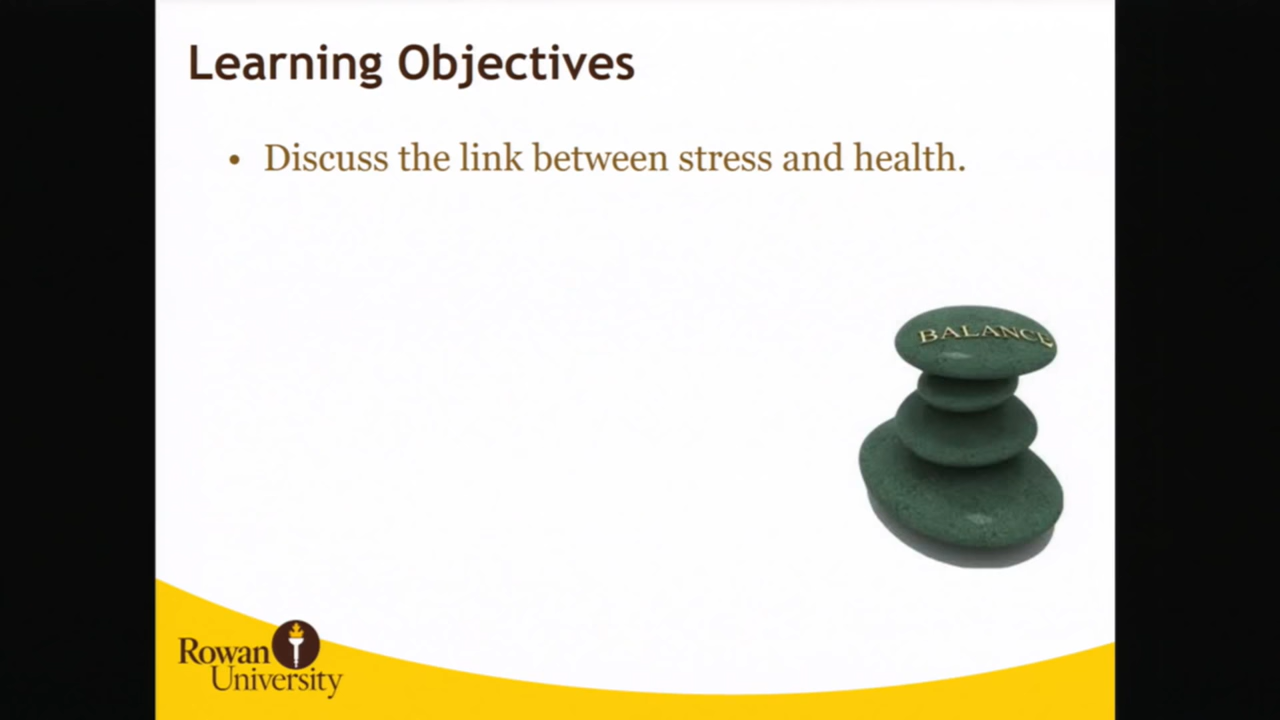 Learning Objectives
• Discuss the link between stress and health.
BALANCE
Rowan
University